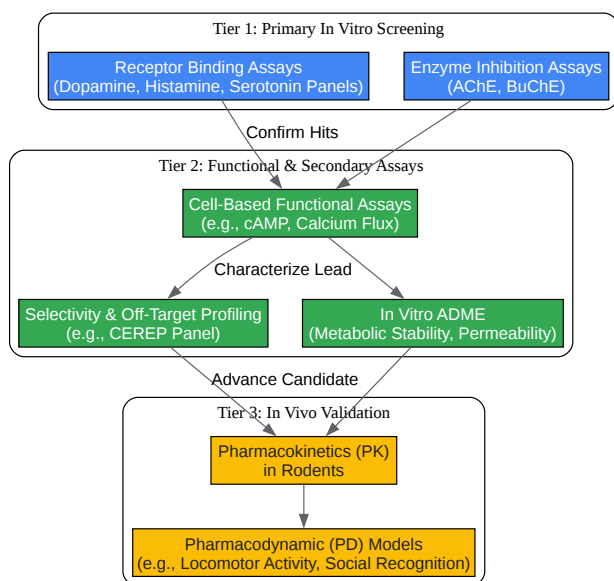 Tier 1: Primary In Vitro Screening
Receptor Binding Assays
(Dopamine, Histamine, Serotonin Panels)
Enzyme Inhibition Assays
(AChE, BuChE)
Confirm Hits
Tier 2: Functional & Secondary Assays
Cell-Based Functional Assays
(e.g., cAMP, Calcium Flux)
Characterize Lead
Selectivity & Off-Target Profiling
(e.g., CEREP Panel)
In Vitro ADME
(Metabolic Stability, Permeability)
Advance Candidate
Tier 3: In Vivo Validation
Pharmacokinetics (PK)
in Rodents
Pharmacodynamic (PD) Models
(e.g., Locomotor Activity, Social Recognition)